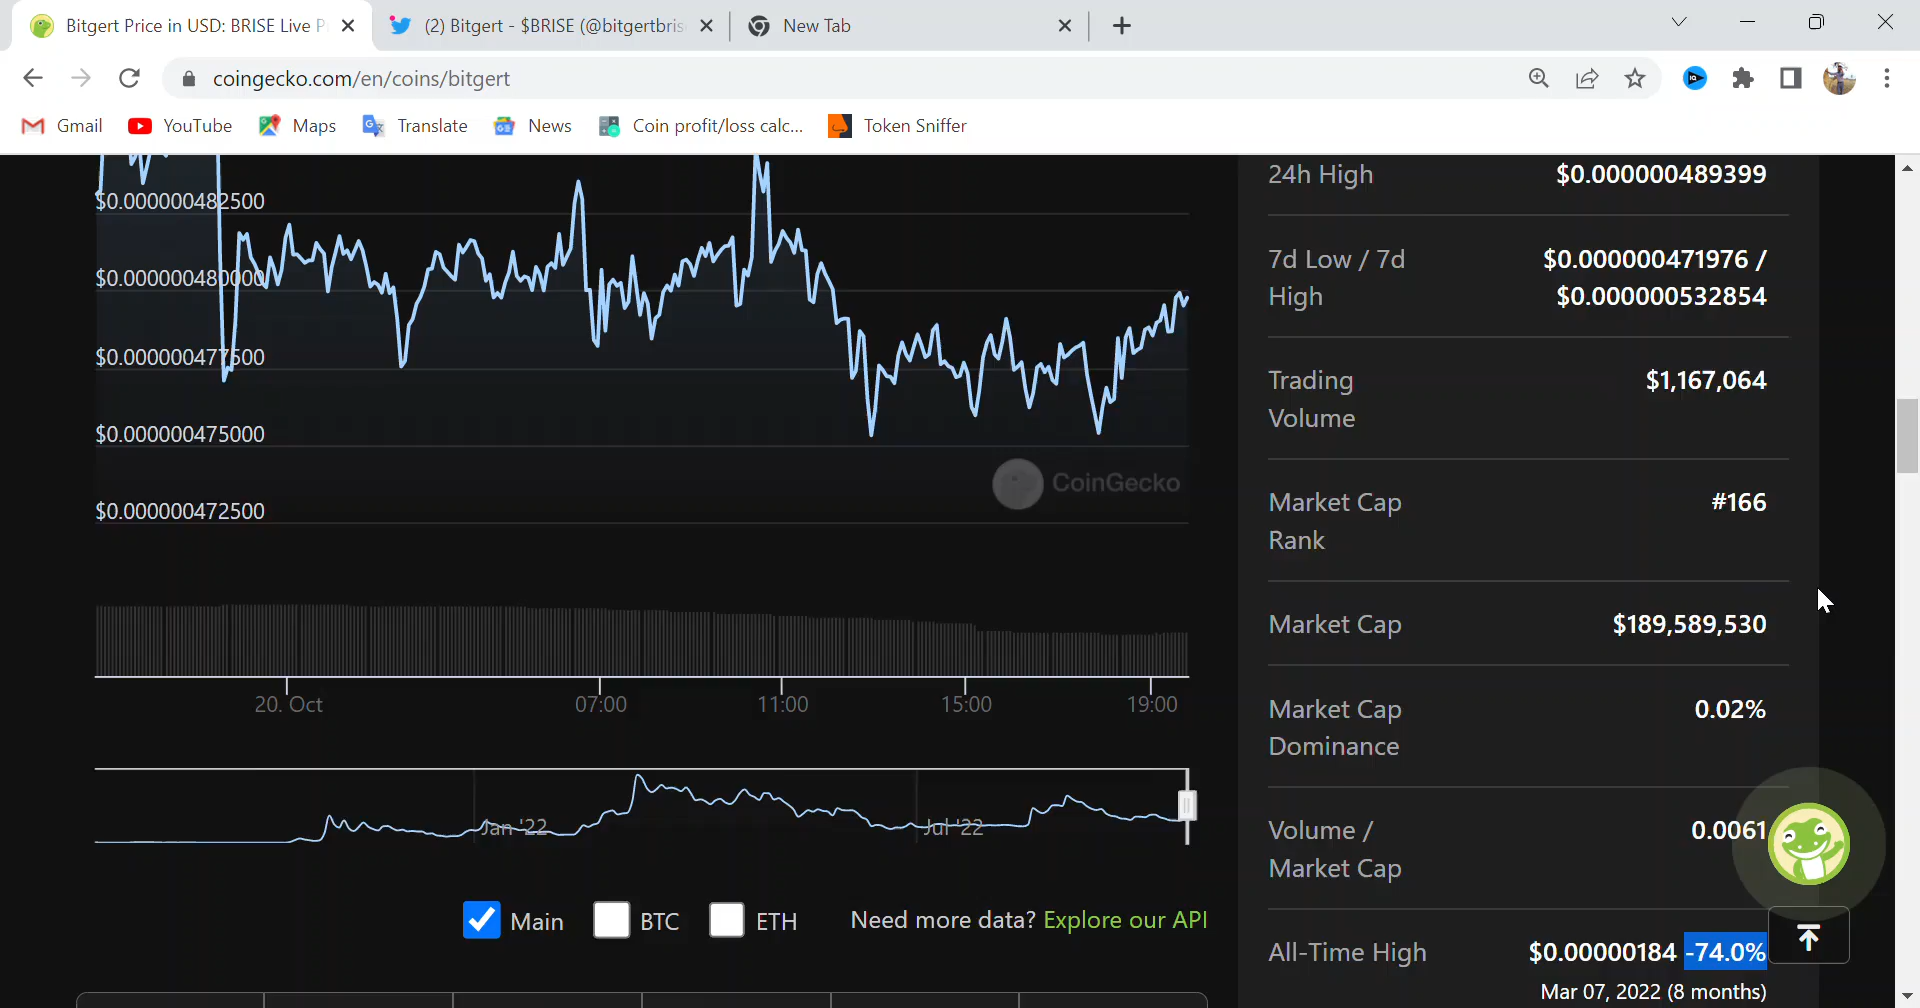 Bitgert Price in USD: BRISE Live P
(2) Bitgert - $BRISE (@bitgertbris
New Tab
coingecko.com/en/coins/bitgert
Gmail
YouTube
Maps
Translate
News
Coin profit/loss calc...
Token Sniffer
$0.000000482500
$0.000000480000
$0.000000477500
$0.000000475000
$0.000000472500
CoinGecko
20. Oct
07:00
11:00
15:00
19:00
Jan '22
Jul '22
Main
BTC
ETH
Need more data? Explore our API
24h High
$0.000000489399
7d Low / 7d
High
$0.000000471976 /
$0.000000532854
Trading
Volume
$1,167,064
Market Cap
Rank
#166
Market Cap
$189,589,530
Market Cap
Dominance
0.02%
Volume /
Market Cap
0.0061
All-Time High
$0.00000184 -74.0%
Mar 07, 2022 (8 months)